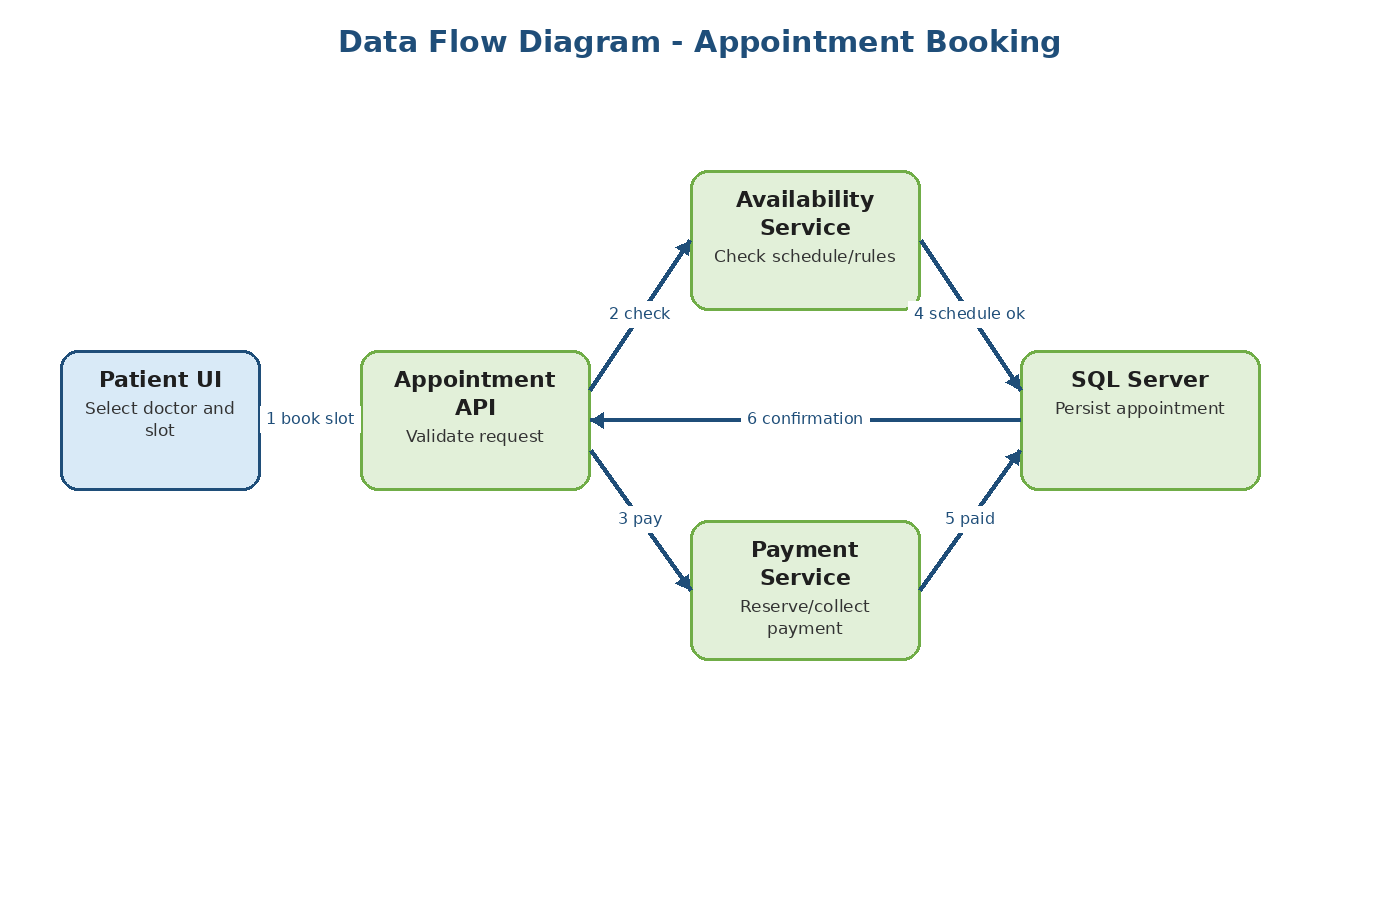 Data Flow Diagram - Appointment Booking
Availability
Service
Check schedule/rules
2 check
4 schedule ok
Patient UI
Select doctor and
slot
1 book slot
Appointment
API
Validate request
6 confirmation
SQL Server
Persist appointment
3 pay
5 paid
Payment
Service
Reserve/collect
payment